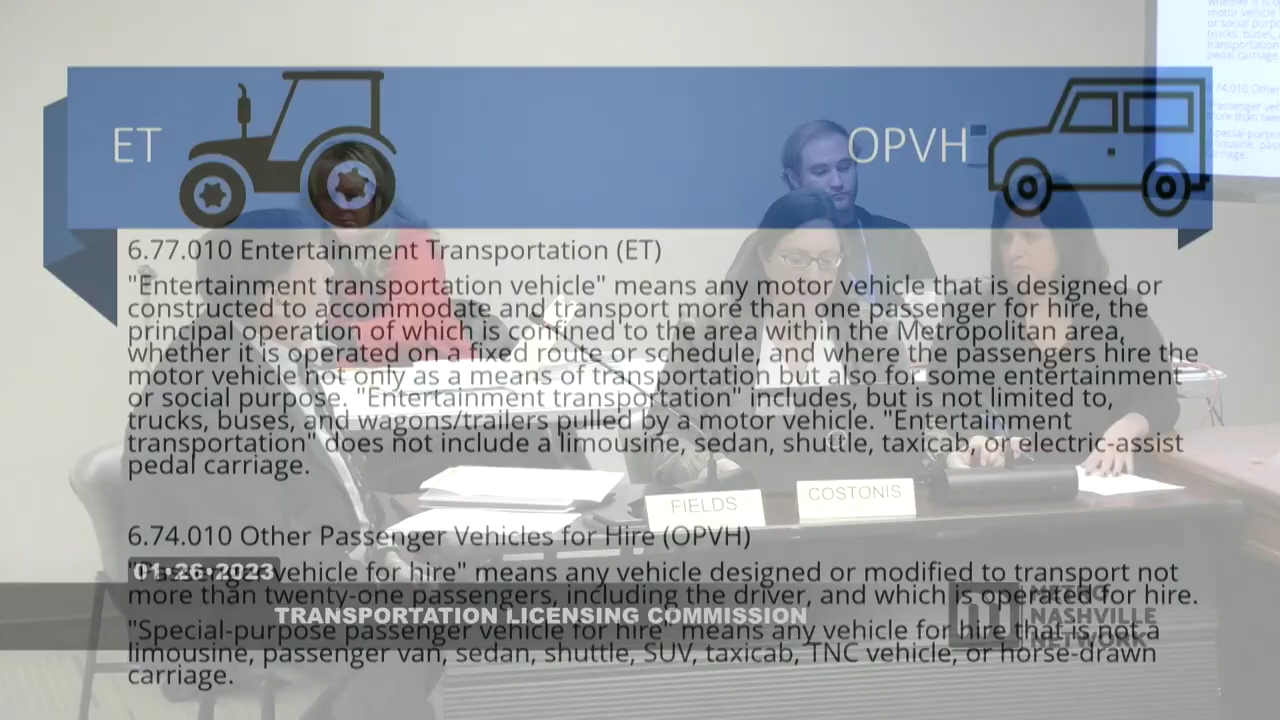 ET
OPVH
6.77.010 Entertainment Transportation (ET)
"Entertainment transportation vehicle" means any motor vehicle that is designed or
constructed to accommodate and transport more than one passenger for hire, the
principal operation of which is confined to the area within the Metropolitan area,
whether it is operated on a fixed route or schedule, and where the passengers hire the
motor vehicle not only as a means of transportation but also for some entertainment
or social purpose. "Entertainment transportation" includes, but is not limited to,
trucks, buses, and wagons/trailers pulled by a motor vehicle. "Entertainment
transportation" does not include a limousine, sedan, shuttle, taxicab, or electric-assist
pedal carriage.
FIELDS
COSTONIS
6.74.010 Other Passenger Vehicles for Hire (OPVH)
01•26•2023
"Passenger vehicle for hire" means any vehicle designed or modified to transport not
more than twenty-one passengers, including the driver, and which is operated for hire.
TRANSPORTATION LICENSING COMMISSION
METRO
NASHVILLE
NETWORK
"Special-purpose passenger vehicle for hire" means any vehicle for hire that is not a
limousine, passenger van, sedan, shuttle, SUV, taxicab, TNC vehicle, or horse-drawn
carriage.